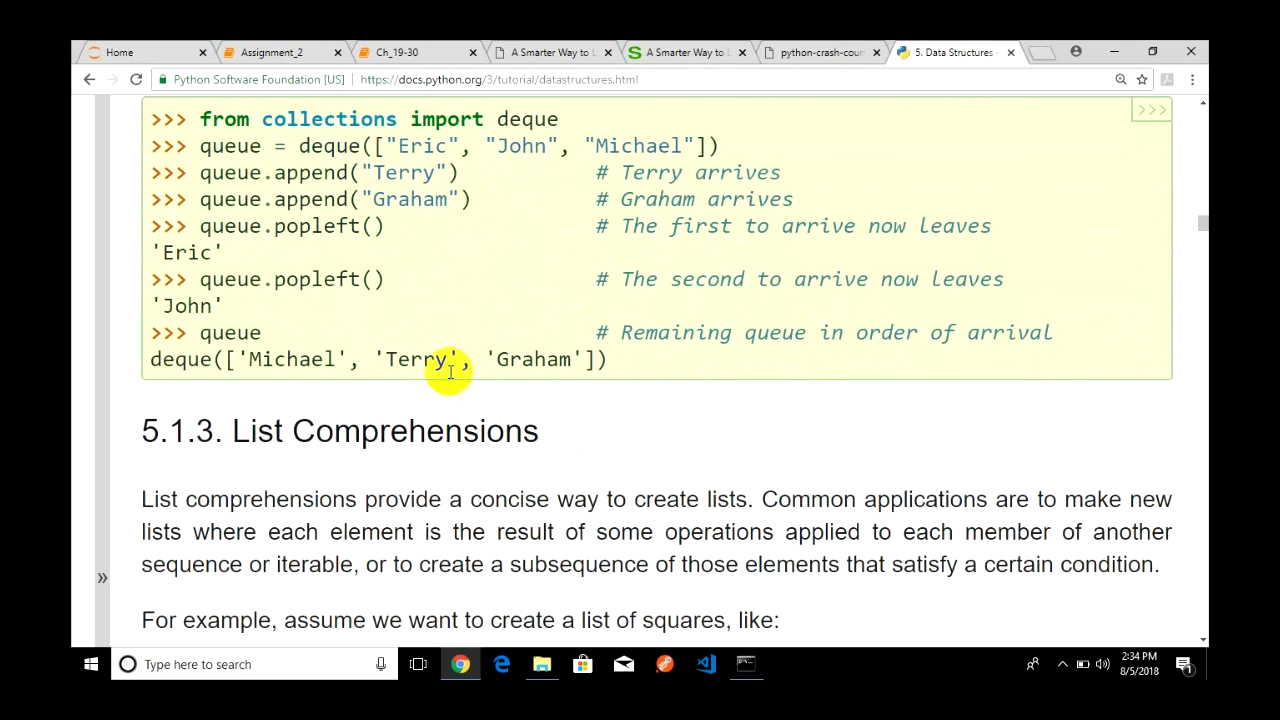 Home
Assignment_2
Ch_19-30
A Smarter Way to L
A Smarter Way to L
python-crash-cour
5. Data Structures -
Python Software Foundation [US] | https://docs.python.org/3/tutorial/datastructures.html
>>>
>>> from collections import deque
>>> queue = deque(["Eric", "John", "Michael"])
>>> queue.append("Terry") # Terry arrives
>>> queue.append("Graham") # Graham arrives
>>> queue.popleft() # The first to arrive now leaves
'Eric'
>>> queue.popleft() # The second to arrive now leaves
'John'
>>> queue # Remaining queue in order of arrival
deque(['Michael', 'Terry', 'Graham'])
5.1.3. List Comprehensions
List comprehensions provide a concise way to create lists. Common applications are to make new
lists where each element is the result of some operations applied to each member of another
sequence or iterable, or to create a subsequence of those elements that satisfy a certain condition.
»
For example, assume we want to create a list of squares, like:
Type here to search
2:34 PM
8/5/2018